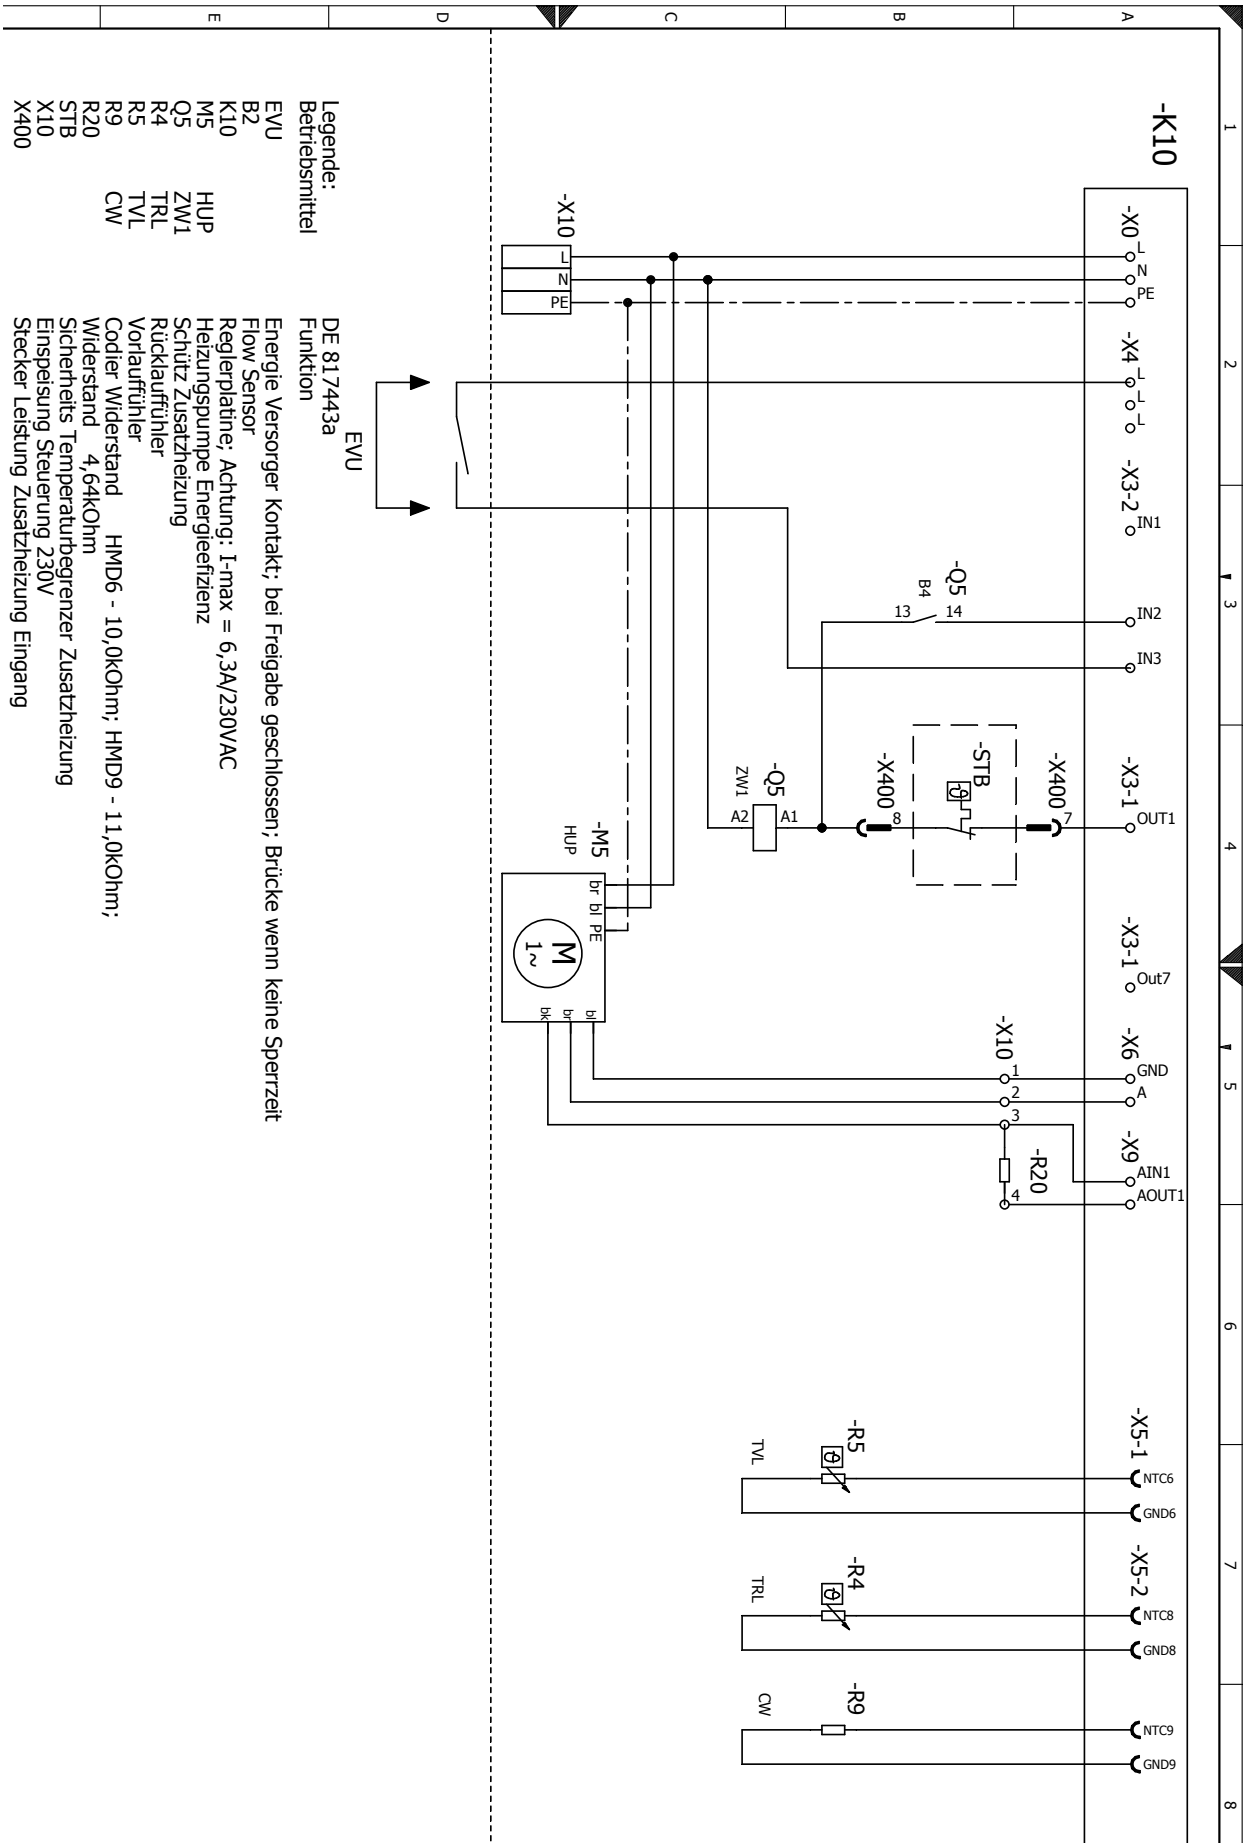 1 2 3 4 5 6 7 8
A
B
C
D
E
-K10
-X0 -X4 -X3-2 -X3-1 -X3-1 -X6 -X9 -X5-1 -X5-2
L N PE L L L IN1 IN2 IN3 OUT1 Out7 GND A AIN1 AOUT1 NTC6 GND6 NTC8 GND8 NTC9 GND9
-X400
7
-X10
1 2 3 4
-R20
-Q5
B4
13 14
-STB
ϑ
-X400
8
-R5
ϑ
TVL
-R4
ϑ
TRL
-R9
CW
-Q5
ZW1
A1
A2
-M5
HUP
br bl PE
M
1~
bl
br
bk
-X10
L
N
PE
EVU
Legende:
DE 817443a
Betriebsmittel Funktion
EVU Energie Versorger Kontakt; bei Freigabe geschlossen; Brücke wenn keine Sperrzeit
B2 Flow Sensor
K10 Reglerplatine; Achtung: I-max = 6,3A/230VAC
M5 HUP Heizungspumpe Energieefizienz
Q5 ZW1 Schütz Zusatzheizung
R4 TRL Rücklauffühler
R5 TVL Vorlauffühler
R9 CW Codier Widerstand HMD6 - 10,0kOhm; HMD9 - 11,0kOhm;
R20 Widerstand 4,64kOhm
STB Sicherheits Temperaturbegrenzer Zusatzheizung
X10 Einspeisung Steuerung 230V
X400 Stecker Leistung Zusatzheizung Eingang